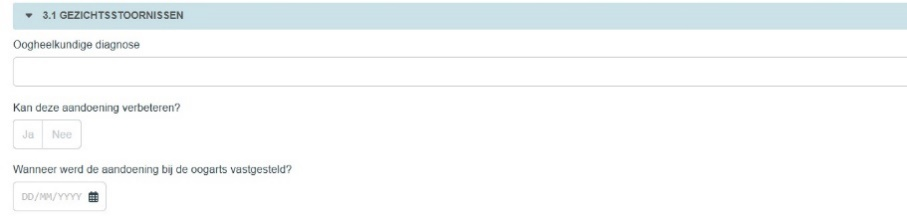 3.1 GEZICHTSSTOORNISSEN
Oogheelkundige diagnose
Kan deze aandoening verbeteren?
Ja Nee
Wanneer werd de aandoening bij de oogarts vastgesteld?
DD/MM/YYYY